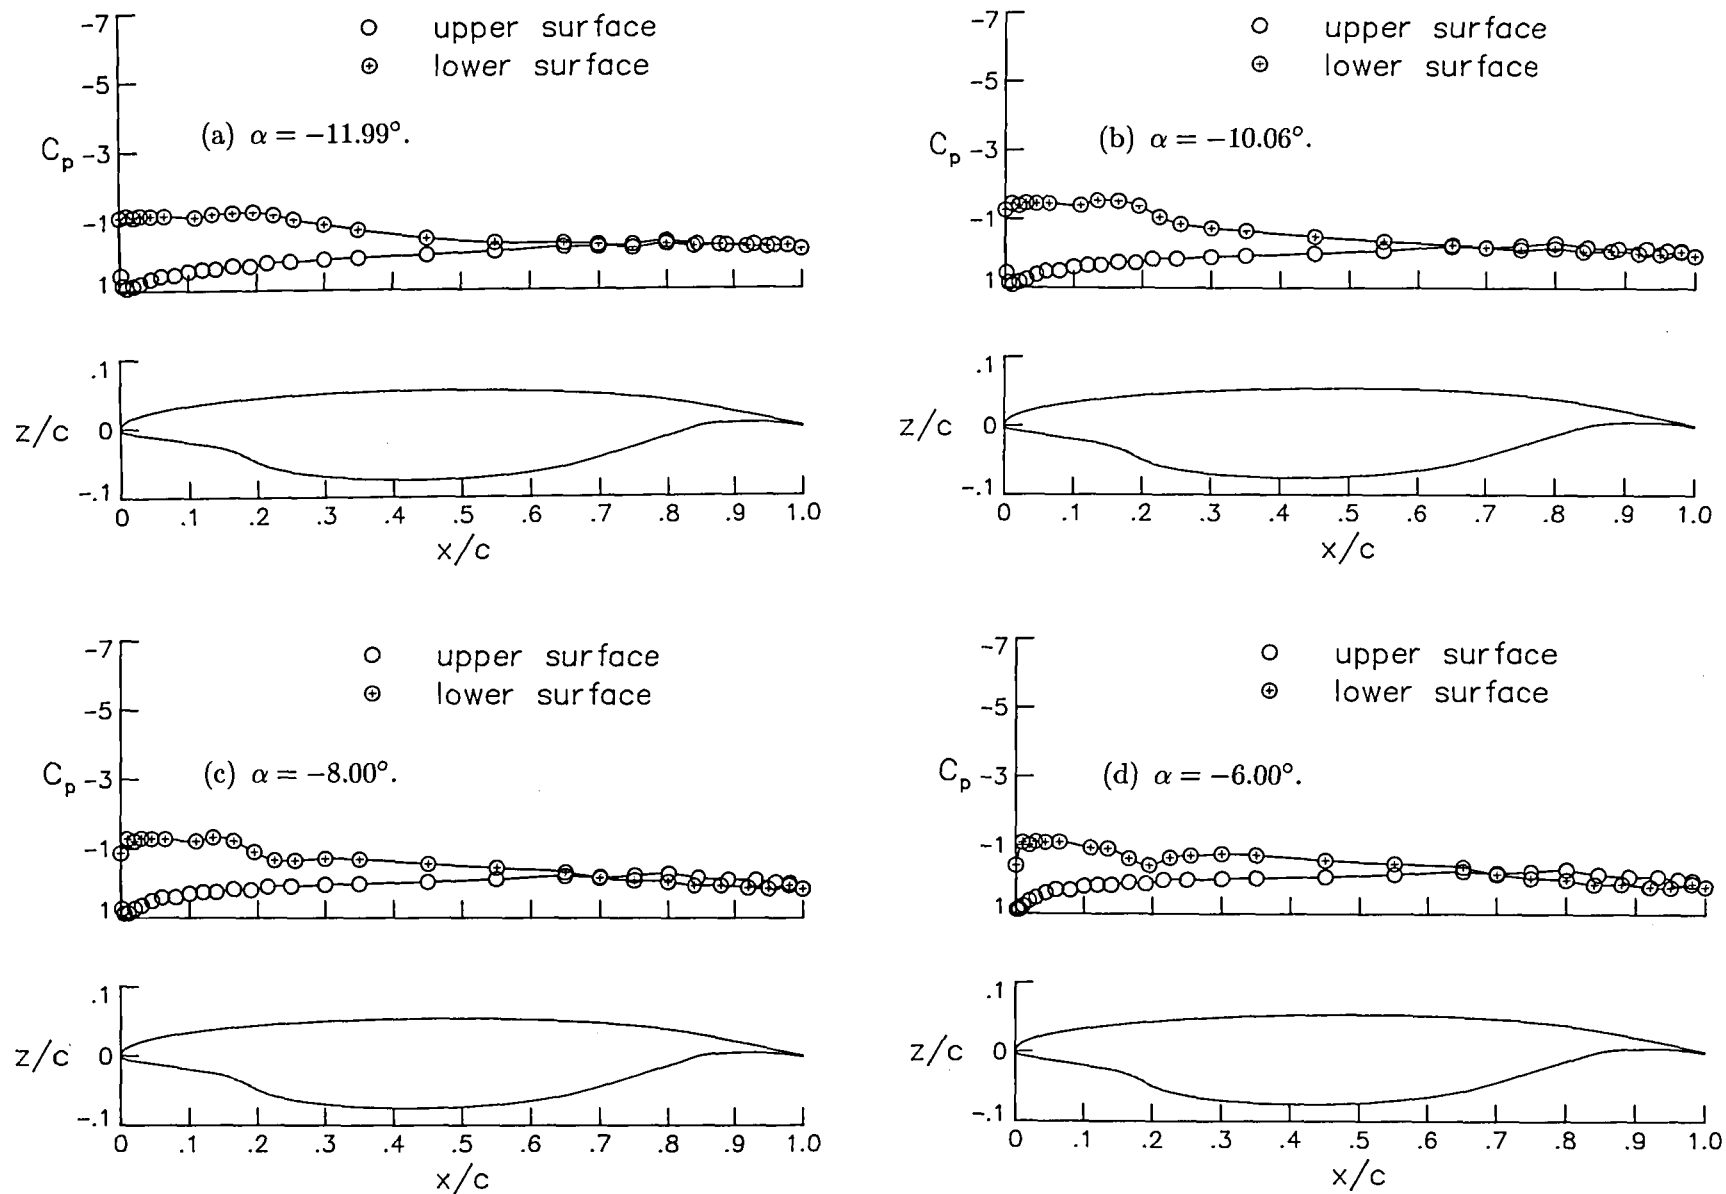 -7
upper surface
lower surface
-5
(a) α = −11.99°.
Cp -3
-1
1
.1
z/c 0
-.1
0 .1 .2 .3 .4 .5 .6 .7 .8 .9 1.0
x/c
-7
upper surface
lower surface
-5
(b) α = −10.06°.
Cp -3
-1
1
.1
z/c 0
-.1
0 .1 .2 .3 .4 .5 .6 .7 .8 .9 1.0
x/c
-7
upper surface
lower surface
-5
(c) α = −8.00°.
Cp -3
-1
1
.1
z/c 0
-.1
0 .1 .2 .3 .4 .5 .6 .7 .8 .9 1.0
x/c
-7
upper surface
lower surface
-5
(d) α = −6.00°.
Cp -3
-1
1
.1
z/c 0
-.1
0 .1 .2 .3 .4 .5 .6 .7 .8 .9 1.0
x/c